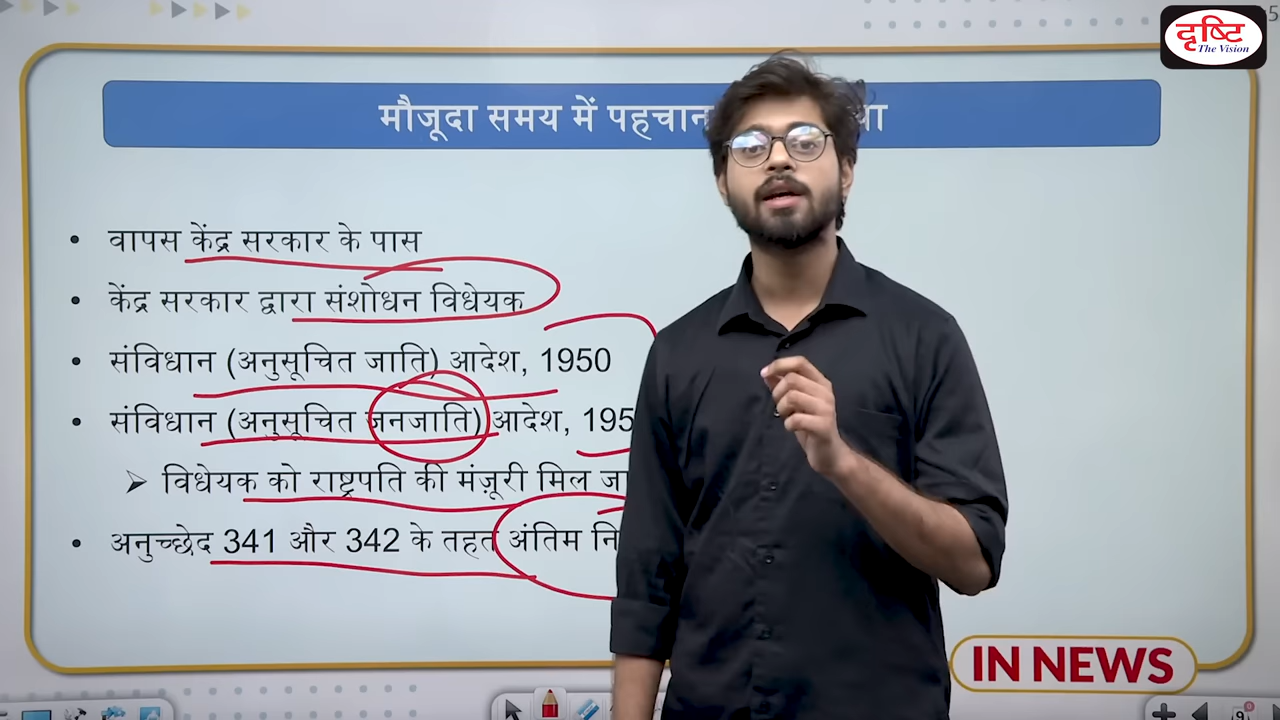 दृष्टि
The Vision
मौजूदा समय में पहचान
• वापस केंद्र सरकार के पास
• केंद्र सरकार द्वारा संशोधन विधेयक
• संविधान (अनुसूचित जाति) आदेश, 1950
• संविधान (अनुसूचित जनजाति) आदेश, 195
➢ विधेयक को राष्ट्रपति की मंज़ूरी मिल
• अनुच्छेद 341 और 342 के तहत अंतिम
IN NEWS